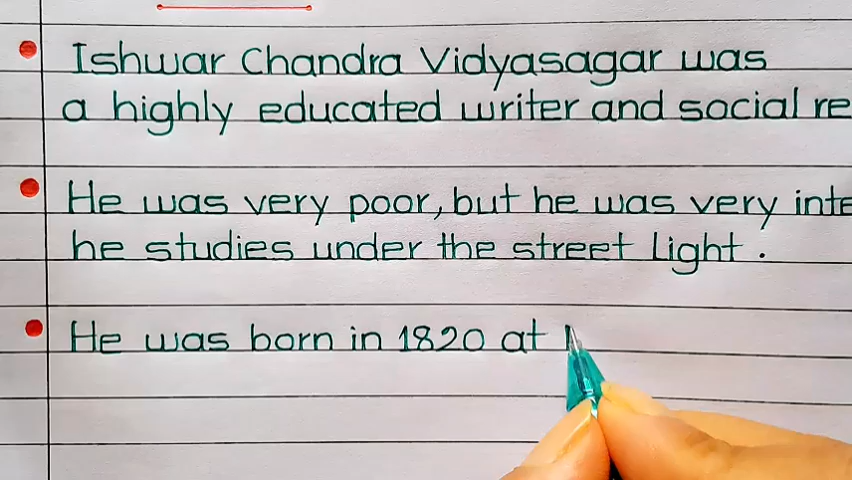 Ishwar Chandra Vidyasagar was
a highly educated writer and social re
He was very poor, but he was very inte
he studies under the street light.
He was born in 1820 at